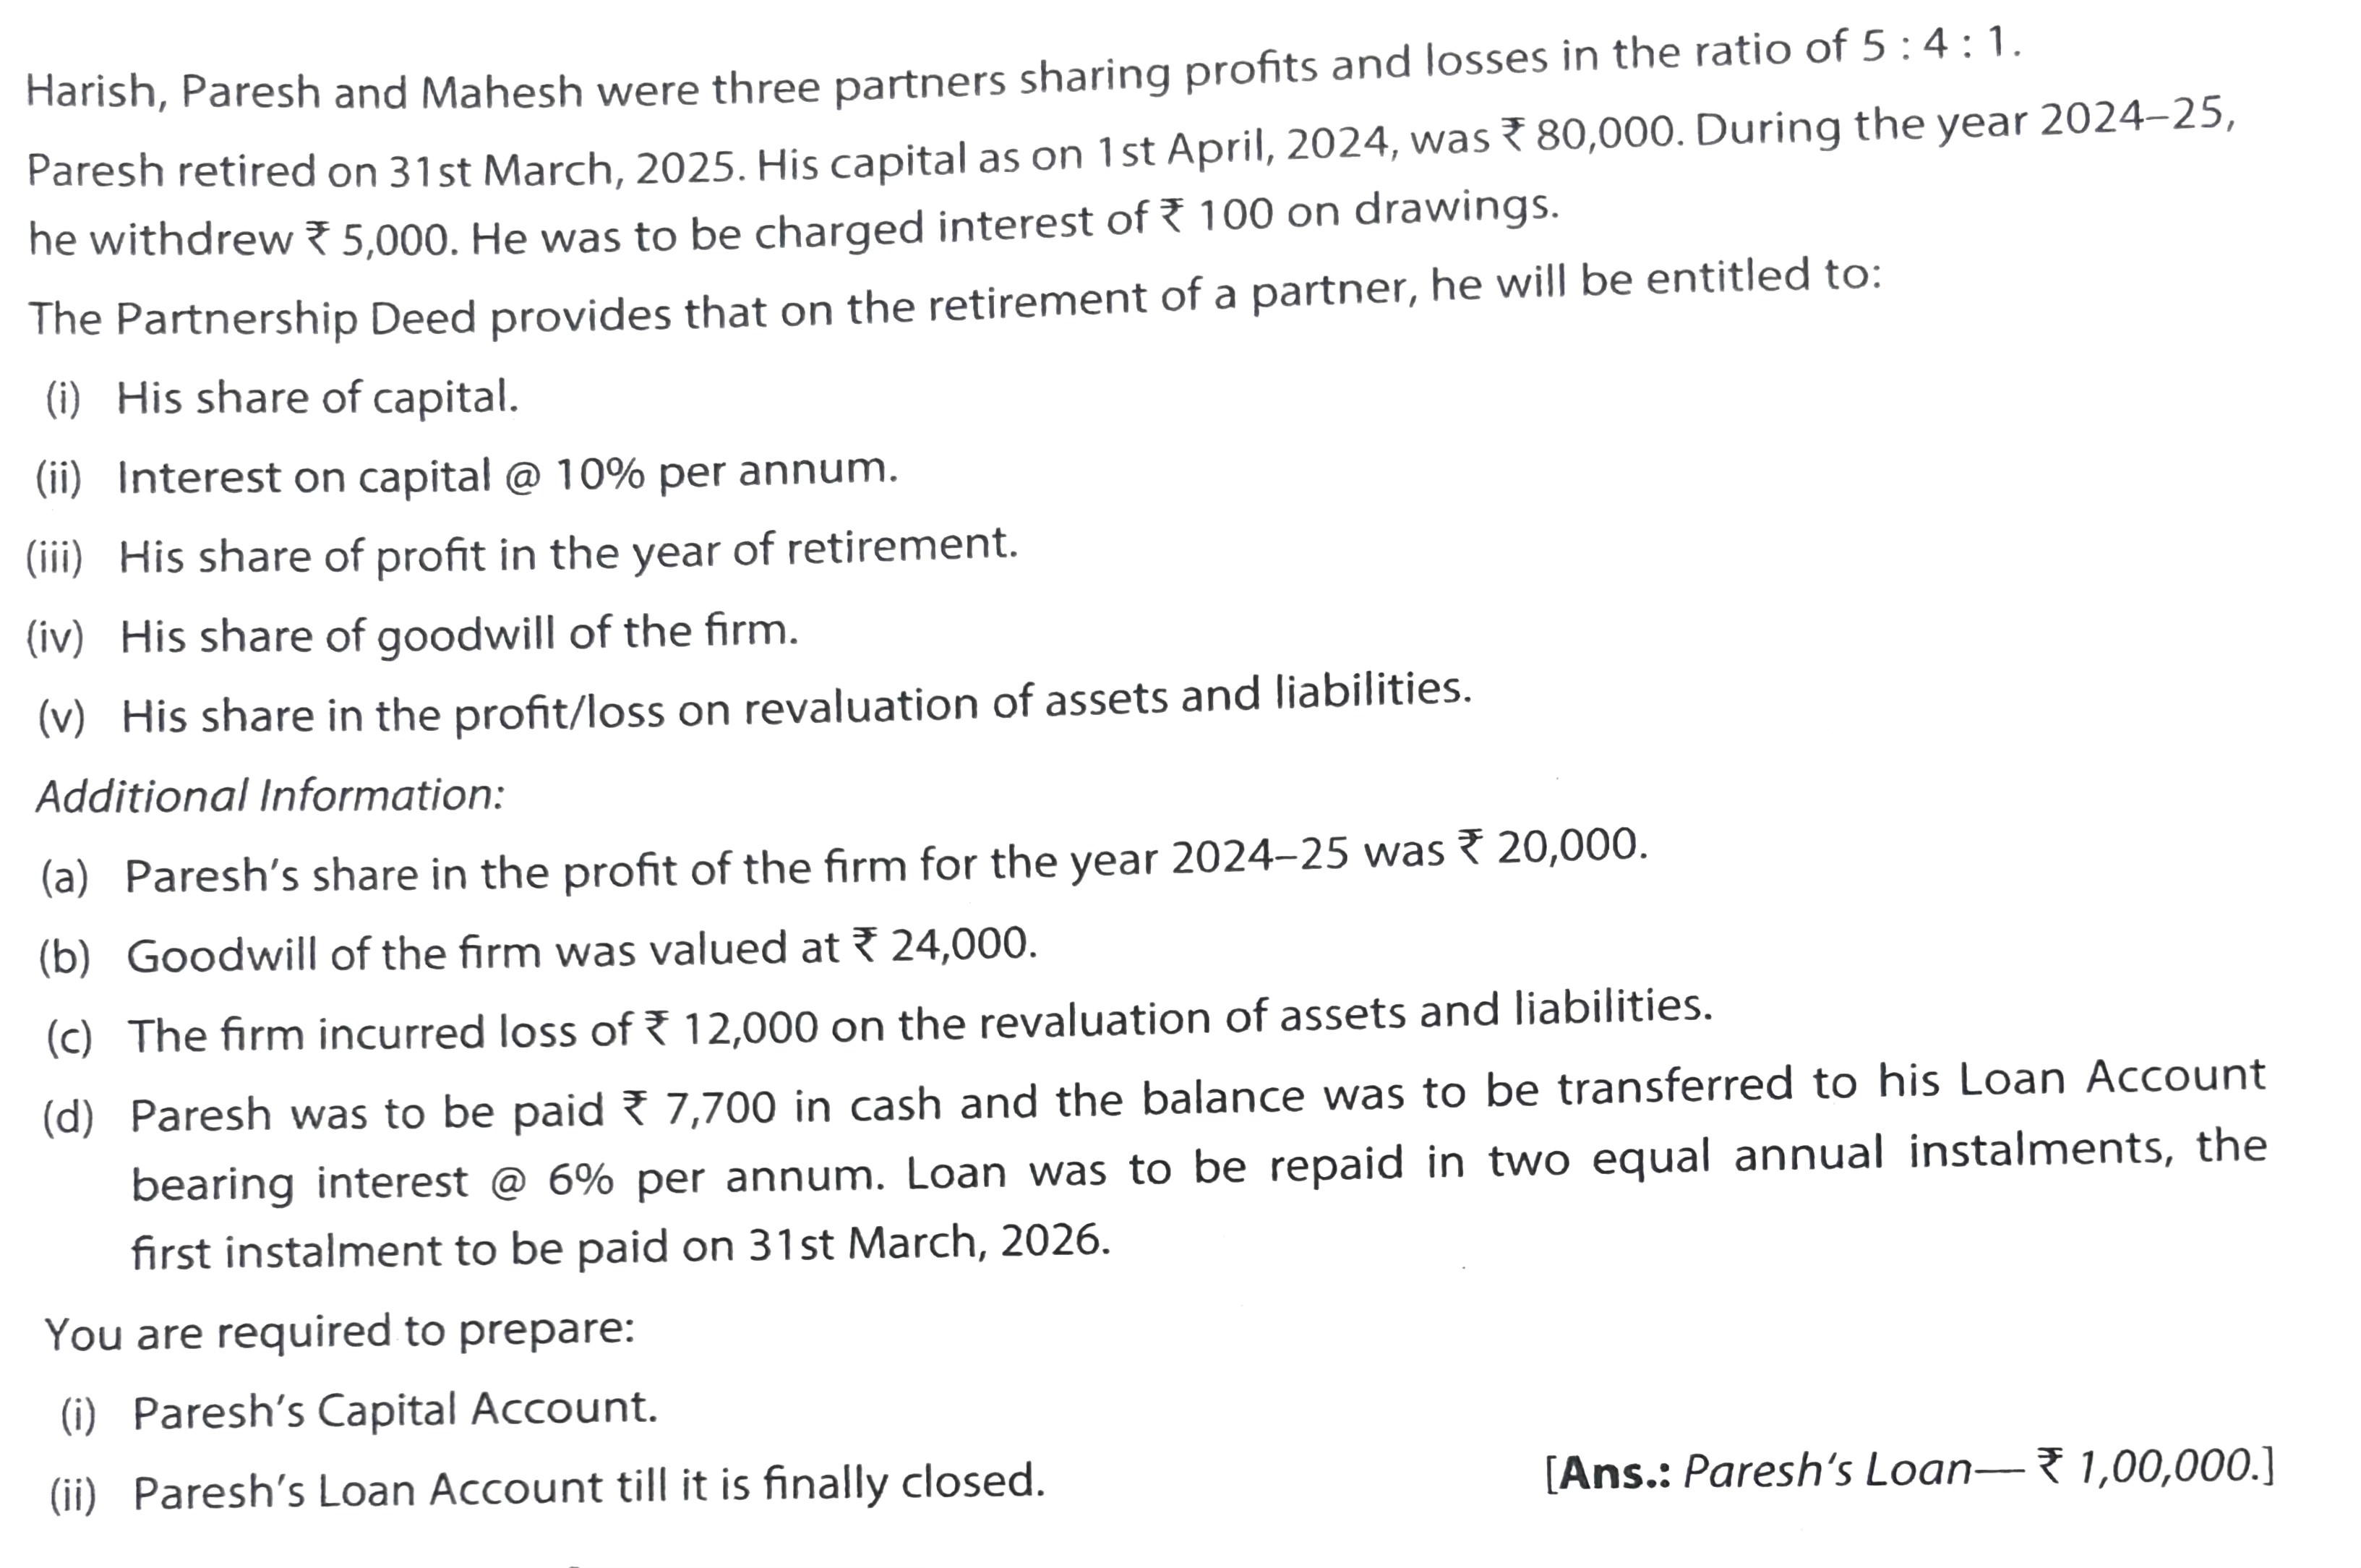 Harish, Paresh and Mahesh were three partners sharing profits and losses in the ratio of 5 : 4 : 1.
Paresh retired on 31st March, 2025. His capital as on 1st April, 2024, was ₹ 80,000. During the year 2024–25,
he withdrew ₹ 5,000. He was to be charged interest of ₹ 100 on drawings.
The Partnership Deed provides that on the retirement of a partner, he will be entitled to:
(i) His share of capital.
(ii) Interest on capital @ 10% per annum.
(iii) His share of profit in the year of retirement.
(iv) His share of goodwill of the firm.
(v) His share in the profit/loss on revaluation of assets and liabilities.
Additional Information:
(a) Paresh's share in the profit of the firm for the year 2024–25 was ₹ 20,000.
(b) Goodwill of the firm was valued at ₹ 24,000.
(c) The firm incurred loss of ₹ 12,000 on the revaluation of assets and liabilities.
(d) Paresh was to be paid ₹ 7,700 in cash and the balance was to be transferred to his Loan Account
bearing interest @ 6% per annum. Loan was to be repaid in two equal annual instalments, the
first instalment to be paid on 31st March, 2026.
You are required to prepare:
(i) Paresh's Capital Account.
(ii) Paresh's Loan Account till it is finally closed. [Ans.: Paresh's Loan— ₹ 1,00,000.]